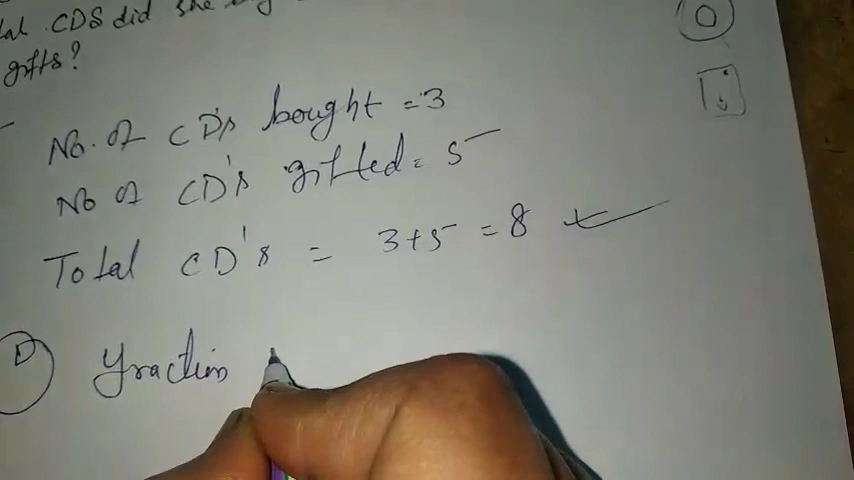 CDs did she
gifts?
No. of CD's bought = 3
No of CD's gifted = 5
Total CD's = 3+5 = 8
D Fraction